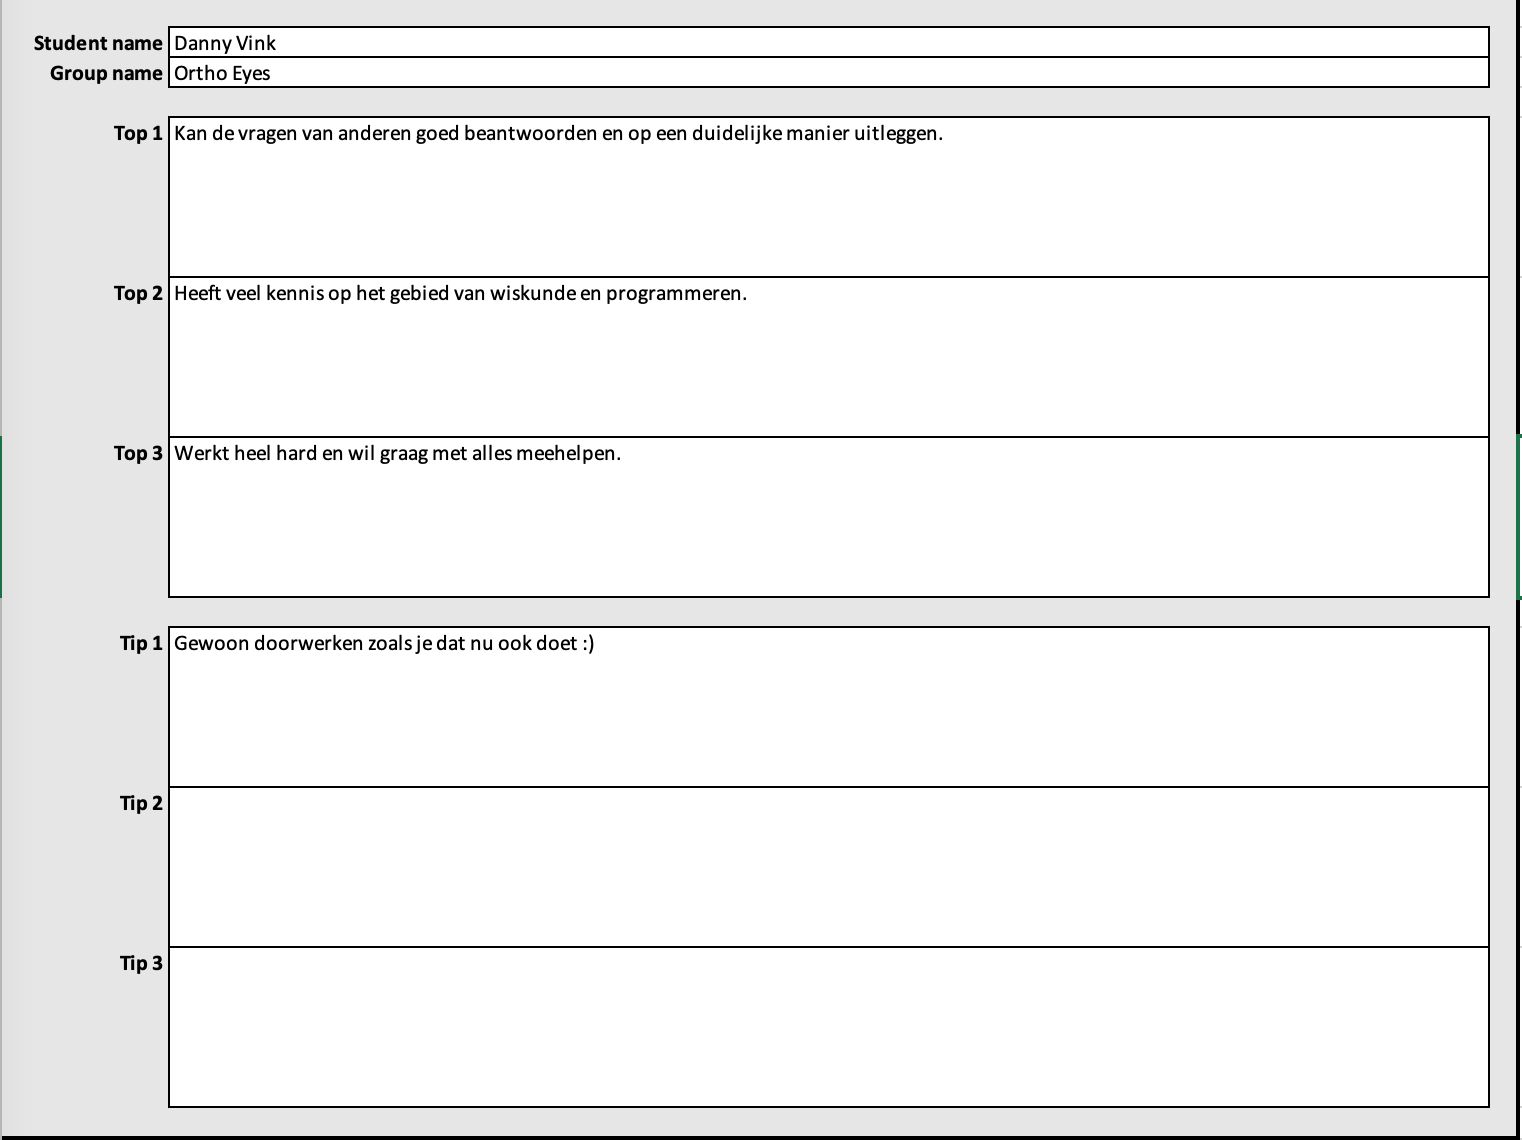 Student name Danny Vink
Group name Ortho Eyes
Top 1 Kan de vragen van anderen goed beantwoorden en op een duidelijke manier uitleggen.
Top 2 Heeft veel kennis op het gebied van wiskunde en programmeren.
Top 3 Werkt heel hard en wil graag met alles meehelpen.
Tip 1 Gewoon doorwerken zoals je dat nu ook doet :)
Tip 2
Tip 3